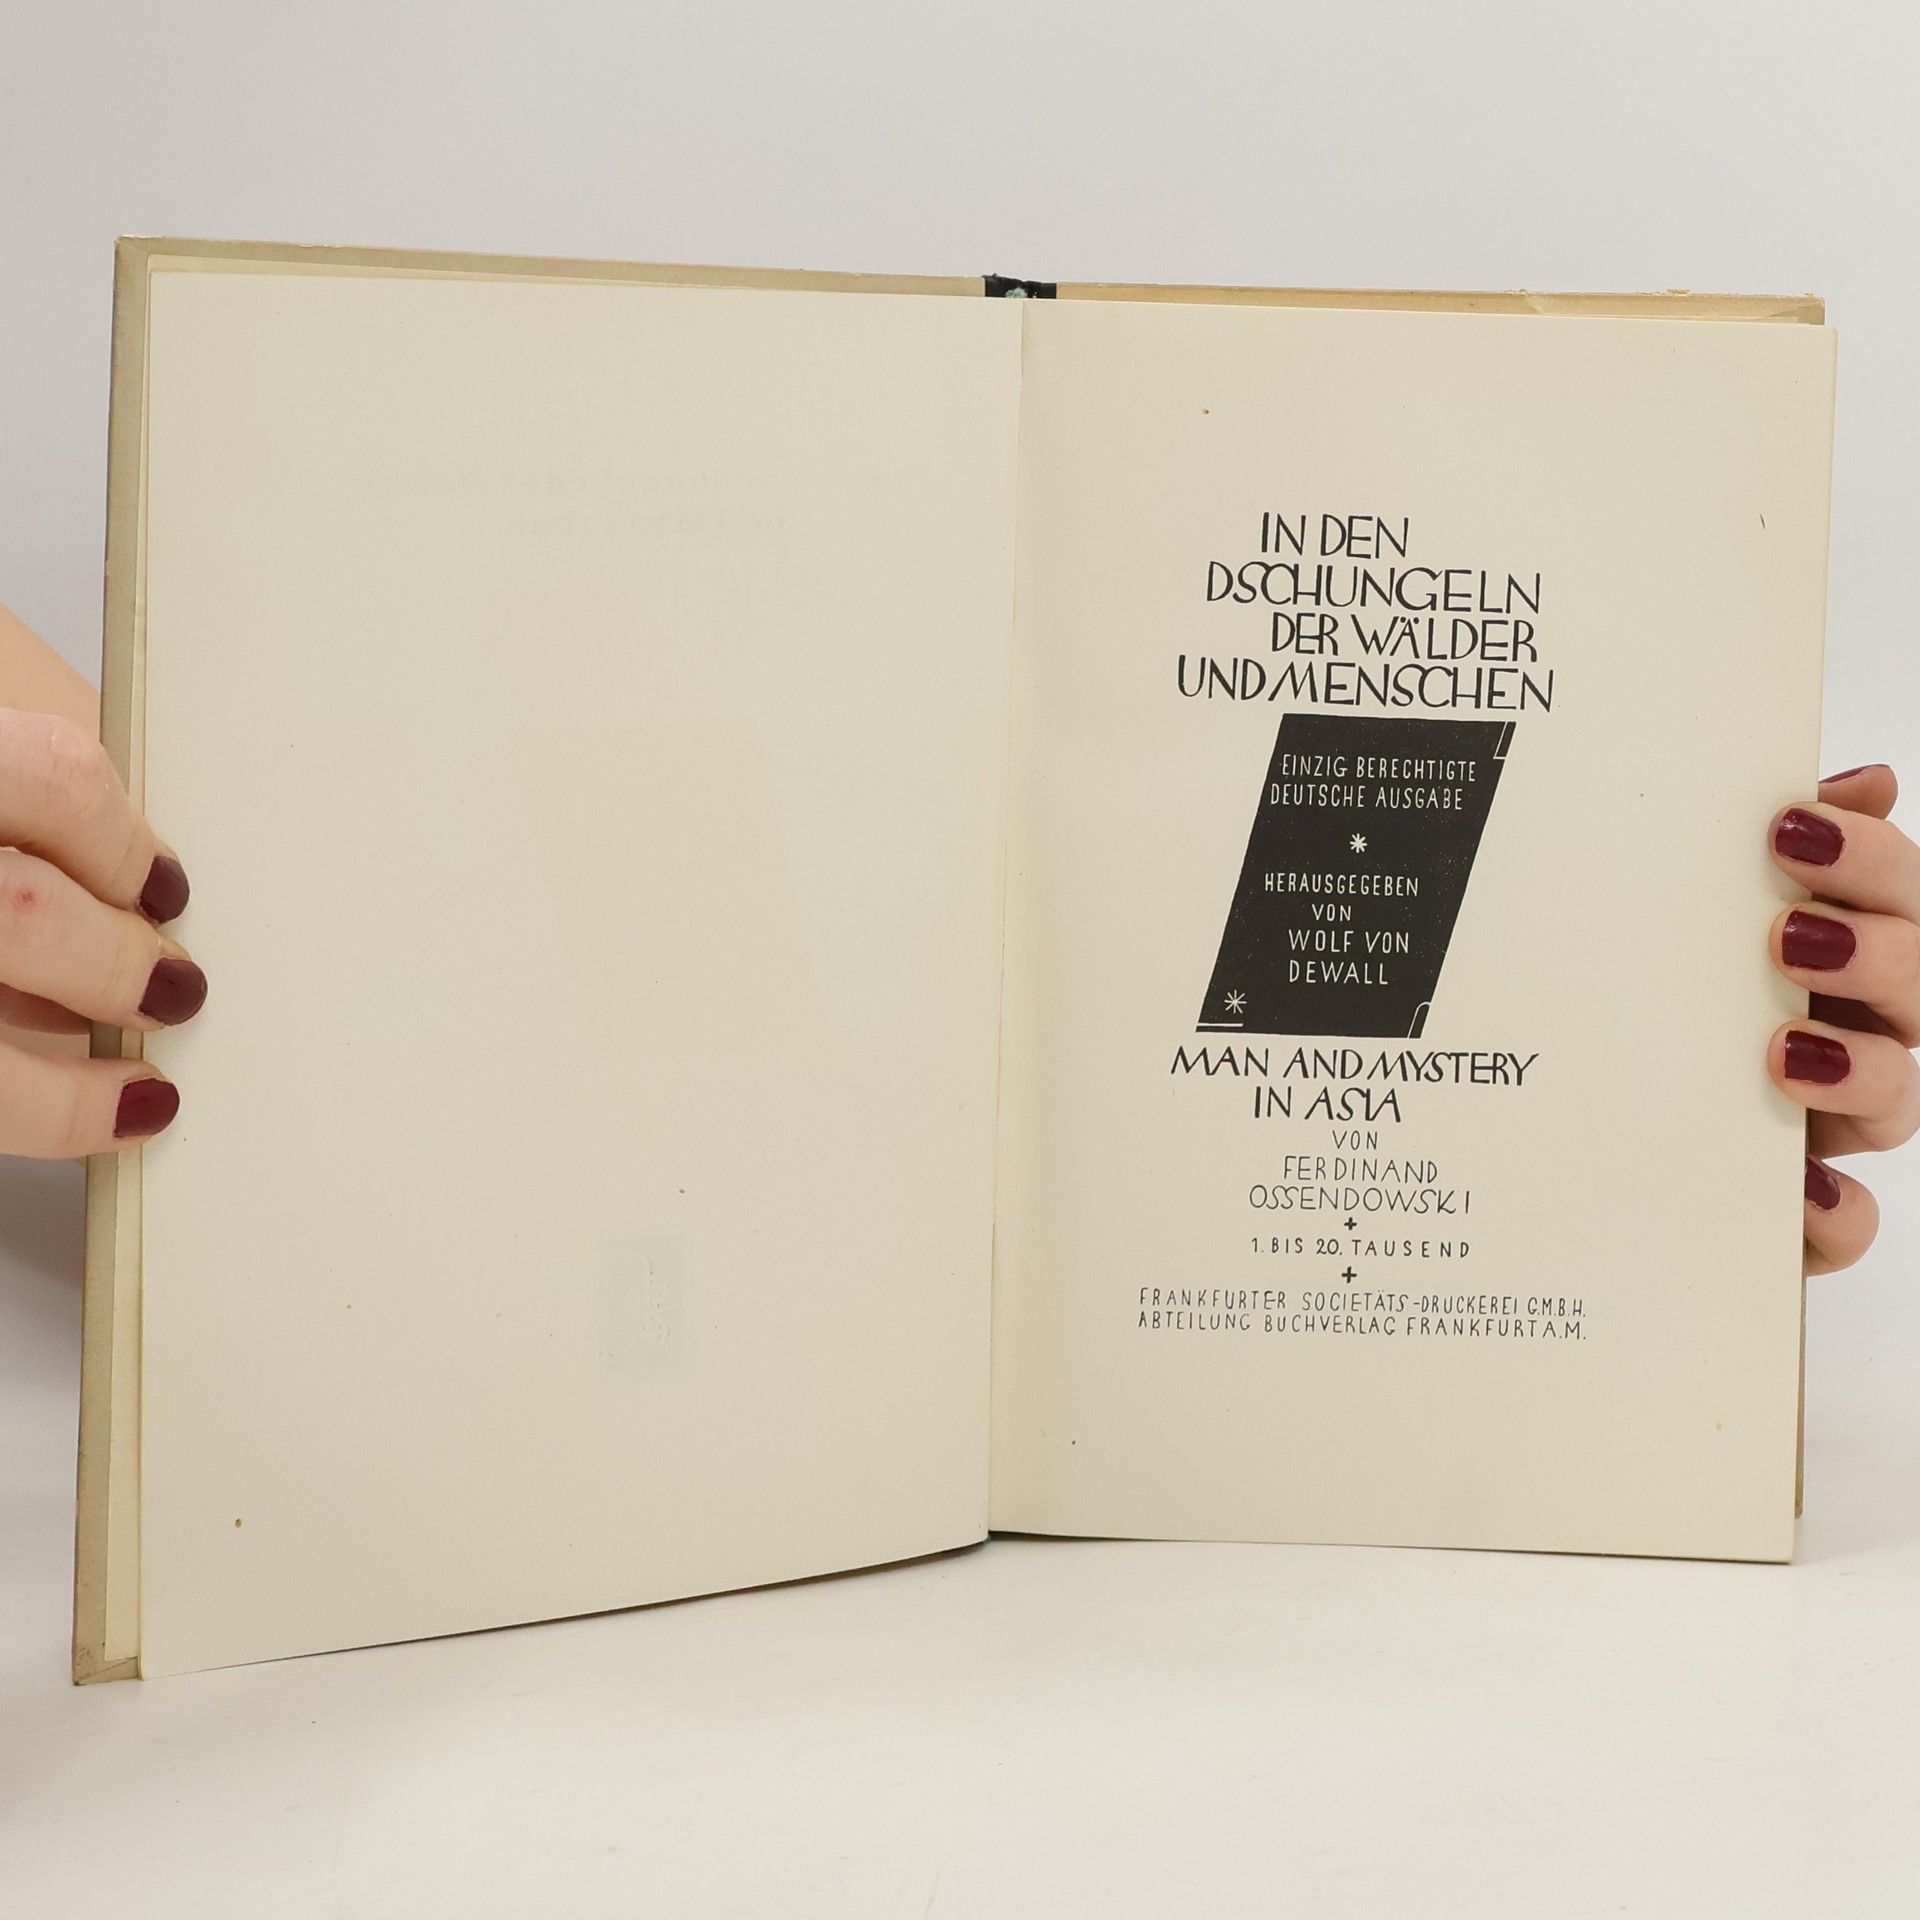 IN DEN
DSCHUNGELN
DER WÄLDER
UND MENSCHEN
EINZIG BERECHTIGTE
DEUTSCHE AUSGABE
*
HERAUSGEGEBEN
VON
WOLF VON
DEWALL
*
MAN AND MYSTERY
IN ASIA
VON
FERDINAND
OSSENDOWSKI
+
1. BIS 20. TAUSEND
+
FRANKFURTER SOCIETÄTS-DRUCKEREI G.M.B.H.
ABTEILUNG BUCHVERLAG FRANKFURT A.M.